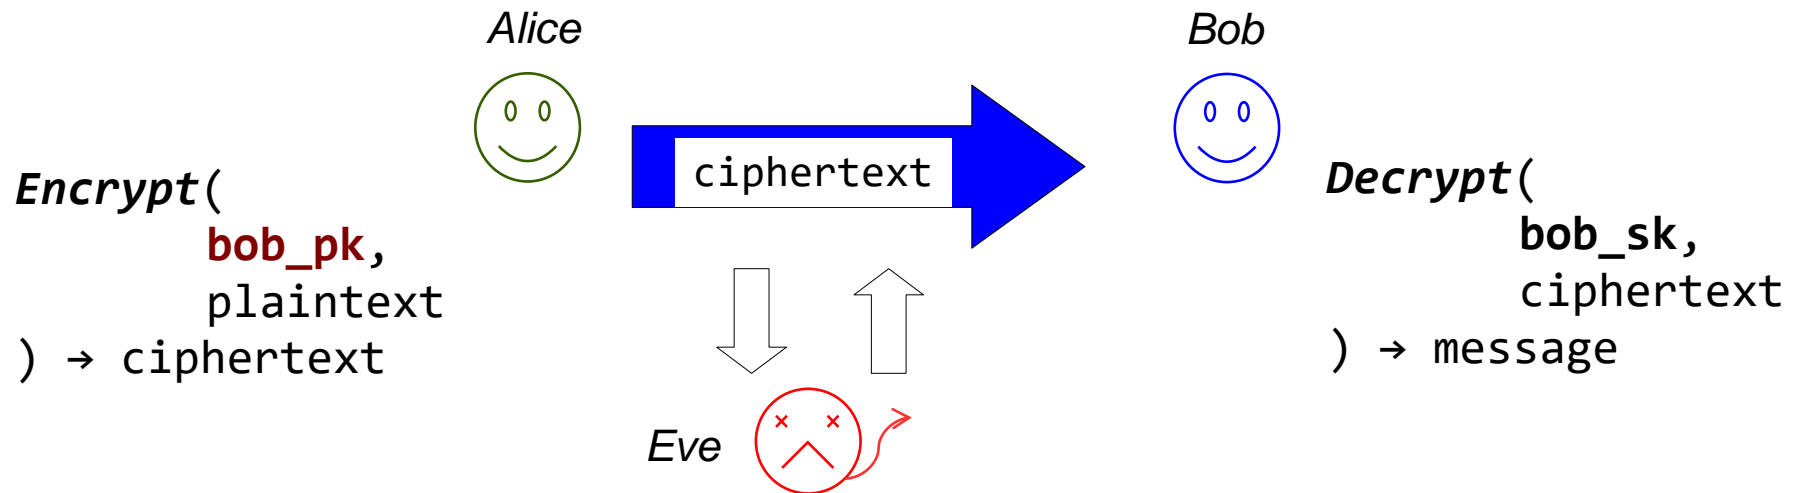 Alice
Bob
Encrypt(
bob_pk,
plaintext
) → ciphertext
ciphertext
Decrypt(
bob_sk,
ciphertext
) → message
Eve